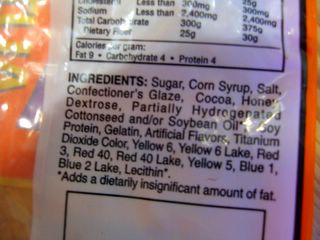 Cholesterol Less than 300mg 300mg
Sodium Less than 2,400mg 2,400mg
Total Carbohydrate 300g 375g
Dietary Fiber 25g 30g
Calories per gram:
Fat 9 • Carbohydrate 4 • Protein 4
INGREDIENTS: Sugar, Corn Syrup, Salt,
Confectioner's Glaze, Cocoa, Honey,
Dextrose, Partially Hydrogenated
Cottonseed and/or Soybean Oil*, Soy
Protein, Gelatin, Artificial Flavors, Titanium
Dioxide Color, Yellow 6, Yellow 6 Lake, Red
3, Red 40, Red 40 Lake, Yellow 5, Blue 1,
Blue 2 Lake, Lecithin*.
*Adds a dietarily insignificant amount of fat.